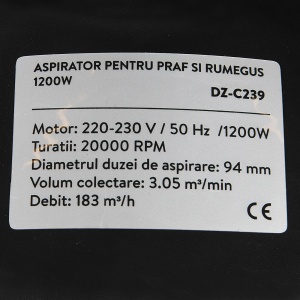 ASPIRATOR PENTRU PRAF SI RUMEGUS
1200W
DZ-C239
Motor: 220-230 V / 50 Hz /1200W
Turatii: 20000 RPM
Diametrul duzei de aspirare: 94 mm
Volum colectare: 3.05 m³/min
Debit: 183 m³/h
CE